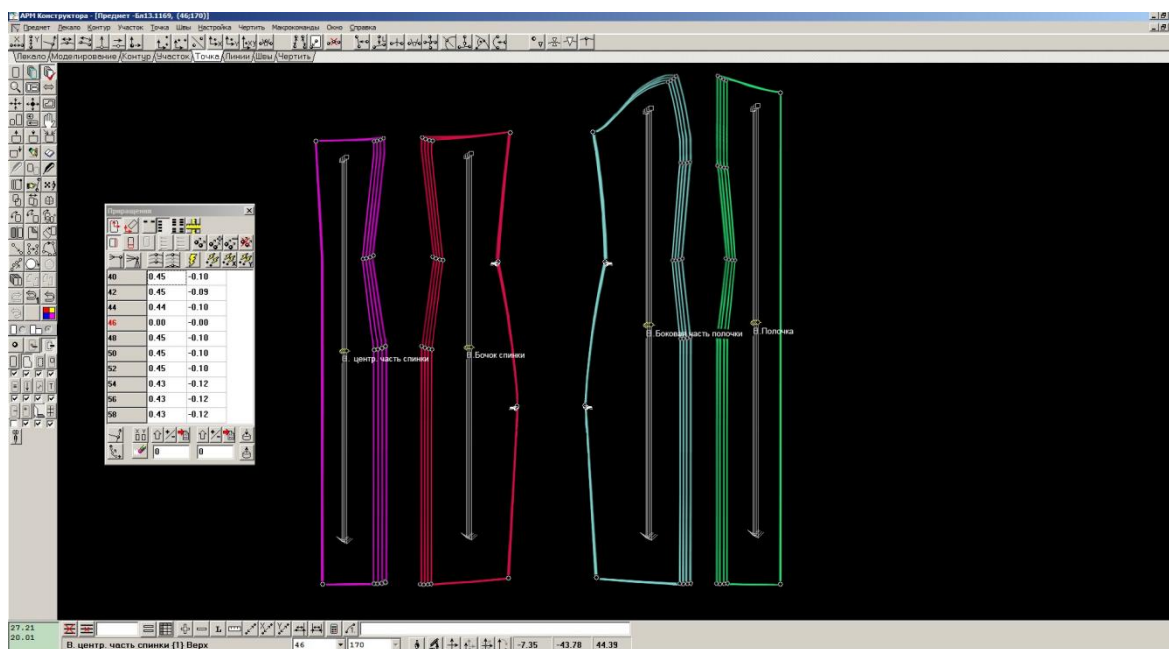 АРМ Конструктора - [Предмет -Бл13.1169, (46;170)]
Предмет Лекало Контур Участок Точка Швы Настройка Чертить Макрокоманды Окно Справка
Лекало Моделирование Контур Участок Точка Линии Швы Чертить
Приращения
40 0.45 -0.10
42 0.45 -0.09
44 0.44 -0.10
46 0.00 -0.00
48 0.45 -0.10
50 0.45 -0.10
52 0.45 -0.10
54 0.43 -0.12
56 0.43 -0.12
58 0.43 -0.12
0 0
В. центр. часть спинки
В. Бочок спинки
В. Боковая часть полочки
В. Полочка
27.21
20.01
L
В. центр. часть спинки {1} Верх 46 170 -7.35 -43.78 44.39